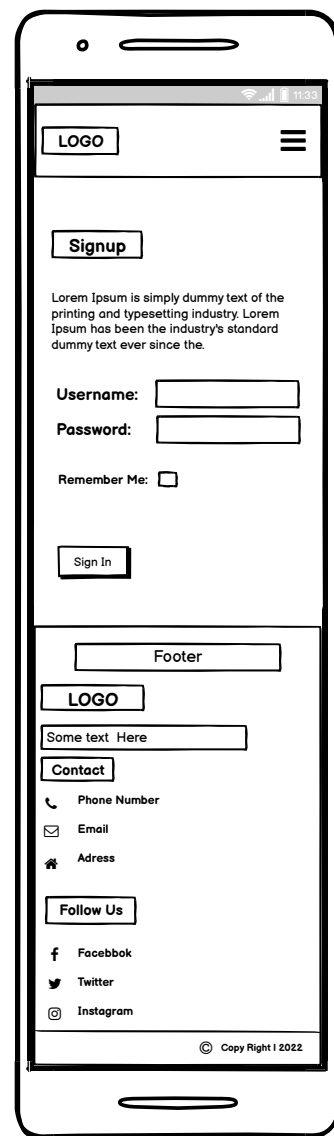 11:33
LOGO
Signup
Lorem Ipsum is simply dummy text of the
printing and typesetting industry. Lorem
Ipsum has been the industry's standard
dummy text ever since the.
Username:
Password:
Remember Me:
Sign In
Footer
LOGO
Some text Here
Contact
Phone Number
Email
Adress
Follow Us
Facebbok
Twitter
Instagram
© Copy Right I 2022